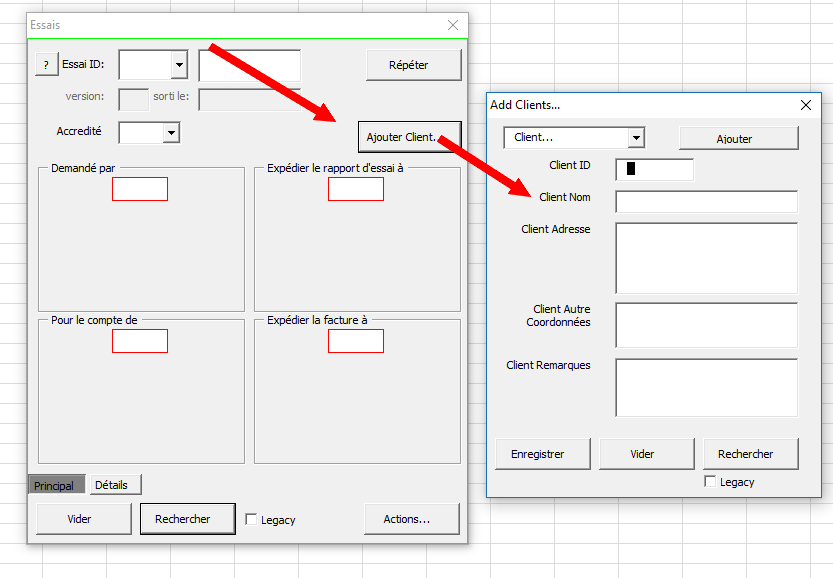 Essais
? Essai ID:
Répéter
version: sorti le:
Accredité
Ajouter Client...
Demandé par
Expédier le rapport d'essai à
Pour le compte de
Expédier la facture à
Principal Détails
Vider Rechercher Legacy Actions...
Add Clients...
Client... Ajouter
Client ID
Client Nom
Client Adresse
Client Autre
Coordonnées
Client Remarques
Enregistrer Vider Rechercher
Legacy